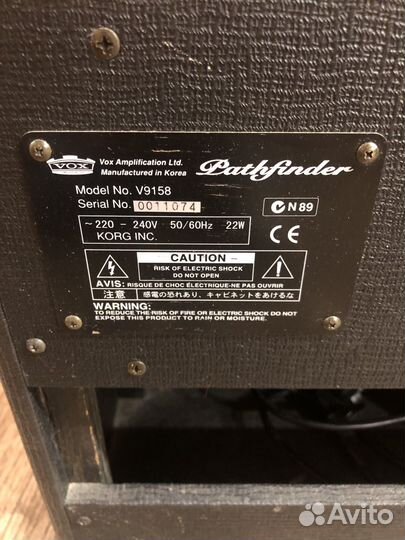 VOX
Vox Amplification Ltd.
Manufactured in Korea
Pathfinder
Model No. V9158
Serial No. 0011074
N89
~220 - 240V 50/60Hz 22W
KORG INC.
CE
CAUTION
RISK OF ELECTRIC SHOCK
DO NOT OPEN
AVIS: RISQUE DE CHOC ÉLECTRIQUE-NE PAS OUVRIR
注意 感電の恐れあり、キャビネットをあけるな
WARNING:
TO REDUCE THE RISK OF FIRE OR ELECTRIC SHOCK DO NOT
EXPOSE THIS PRODUCT TO RAIN OR MOISTURE.
Avito